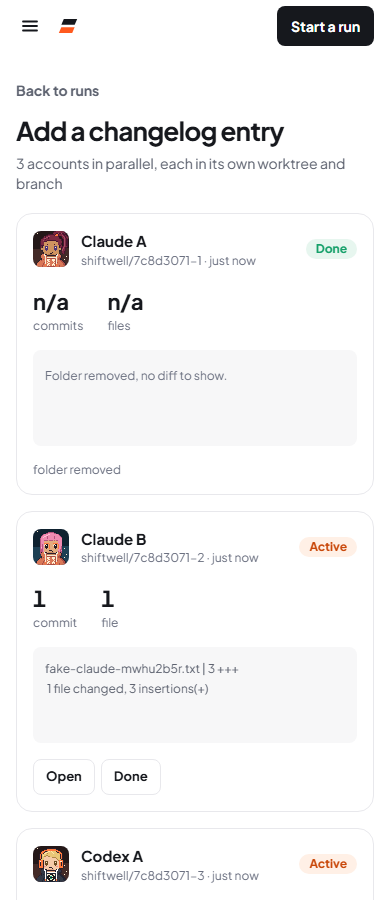 Start a run
Back to runs
Add a changelog entry
3 accounts in parallel, each in its own worktree and
branch
Claude A
Done
shiftwell/7c8d3071-1 · just now
n/a
n/a
commits
files
Folder removed, no diff to show.
folder removed
Claude B
Active
shiftwell/7c8d3071-2 · just now
1
1
commit
file
fake-claude-mwhu2b5r.txt | 3 +++
1 file changed, 3 insertions(+)
Open
Done
Codex A
Active
shiftwell/7c8d3071-3 · just now